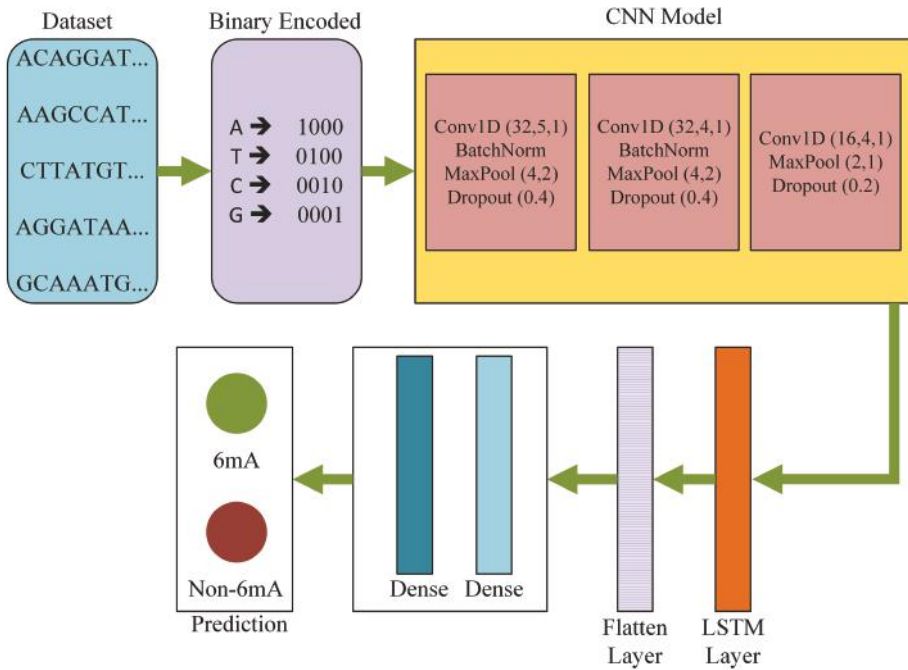 Dataset
ACAGGAT...
AAGCCAT...
CTTATGT...
AGGATAA...
GCAAATG...
Binary Encoded
A ➔ 1000
T ➔ 0100
C ➔ 0010
G ➔ 0001
CNN Model
Conv1D (32,5,1)
BatchNorm
MaxPool (4,2)
Dropout (0.4)
Conv1D (32,4,1)
BatchNorm
MaxPool (4,2)
Dropout (0.4)
Conv1D (16,4,1)
MaxPool (2,1)
Dropout (0.2)
LSTM
Layer
Flatten
Layer
Dense
Dense
6mA
Non-6mA
Prediction